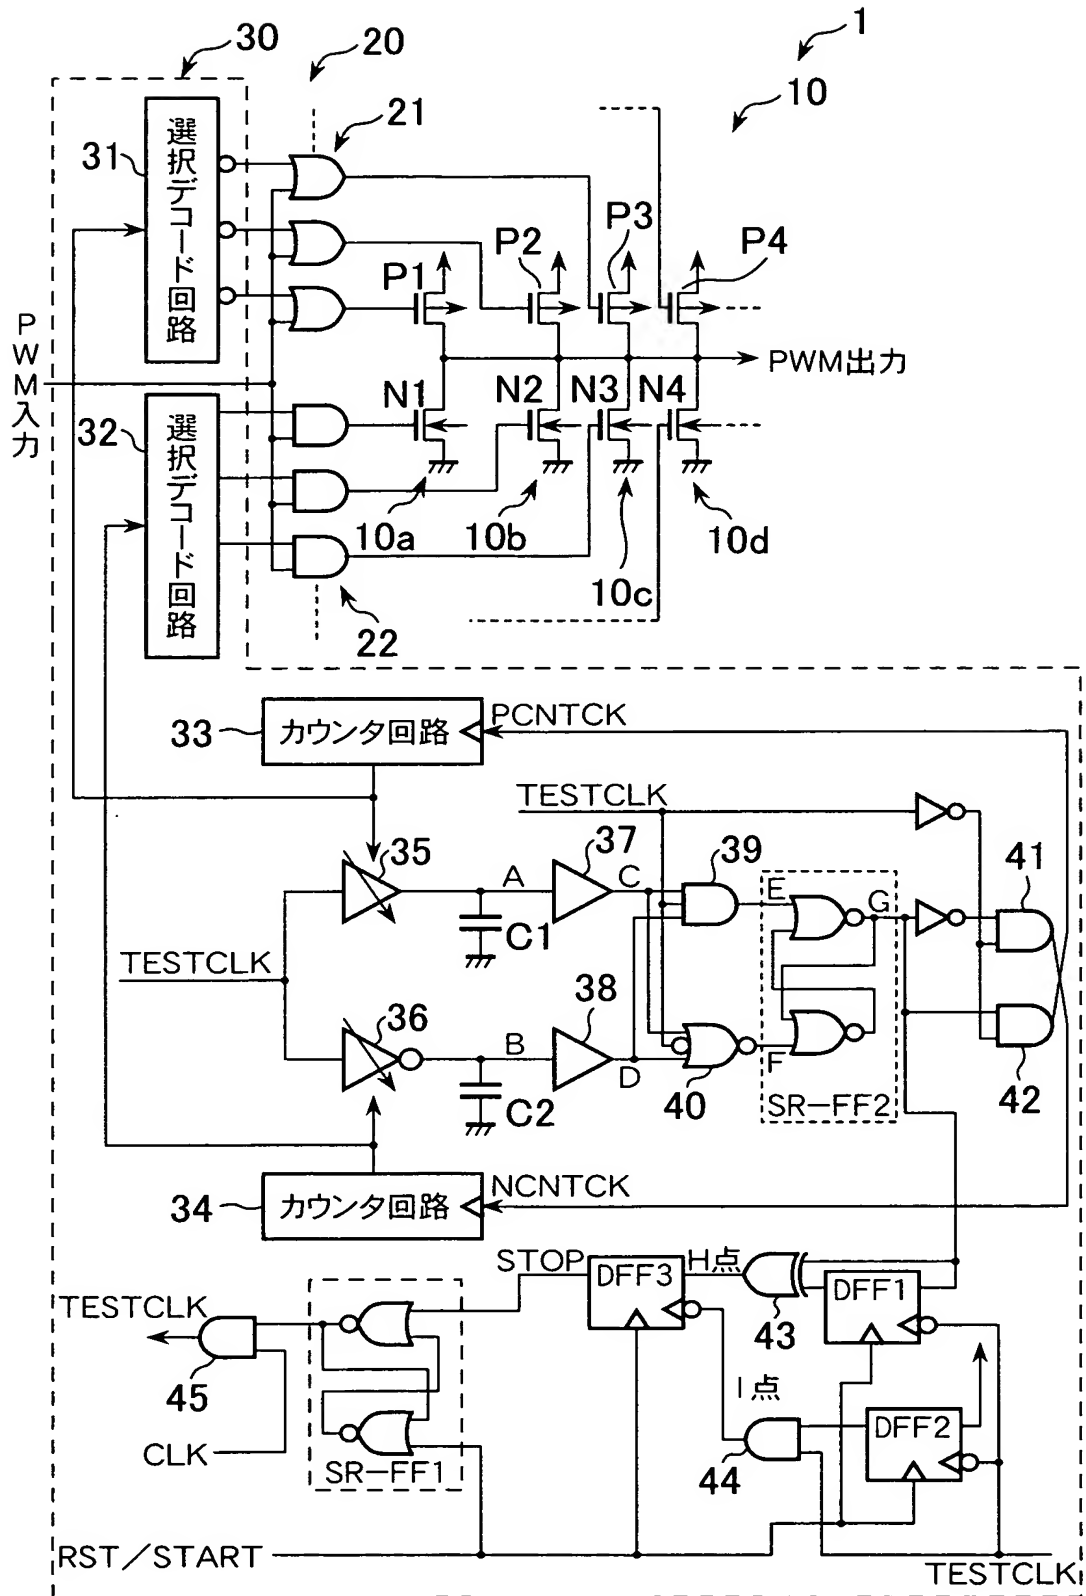 1
30
20
10
21
31
選択デコード回路
P1
P2
P3
P4
PWM入力
PWM出力
32
選択デコード回路
N1
N2
N3
N4
10a
10b
10c
10d
22
33
カウンタ回路
PCNTCK
TESTCLK
35
A
37
C
39
41
C1
E
G
TESTCLK
36
B
38
D
40
F
42
C2
SR-FF2
34
カウンタ回路
NCNTCK
STOP
DFF3
H点
43
DFF1
TESTCLK
45
CLK
SR-FF1
I点
44
DFF2
RST/START
TESTCLK